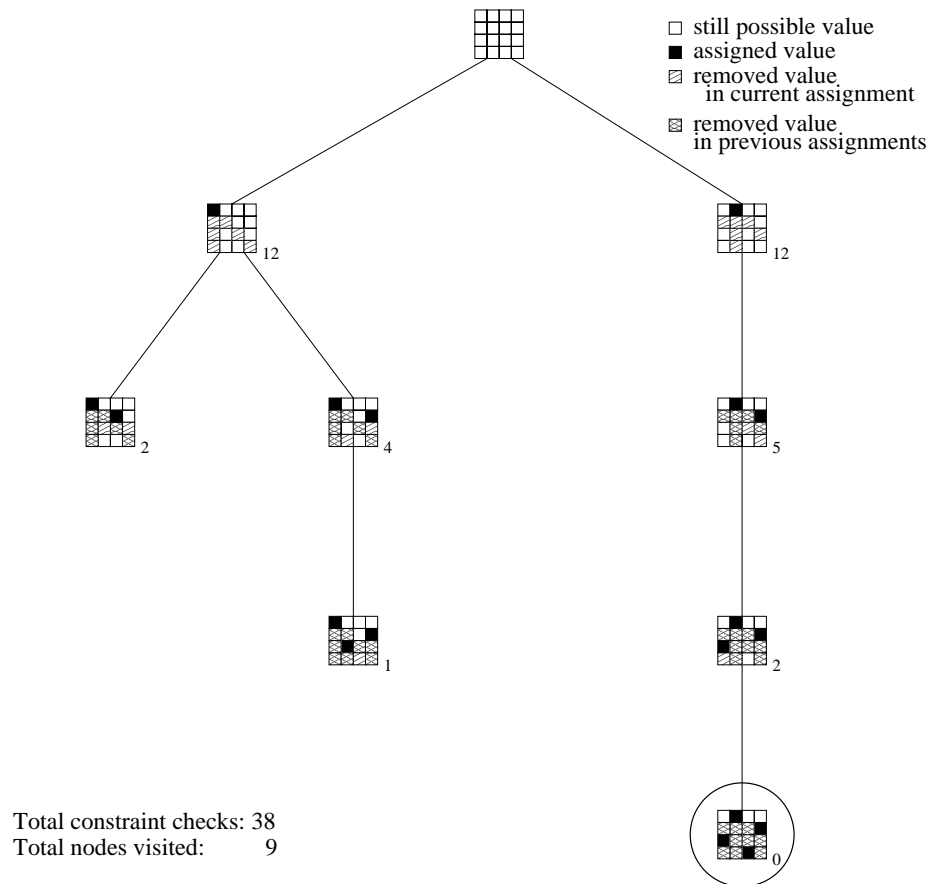 still possible value
assigned value
removed value
in current assignment
removed value
in previous assignments
12
12
2
4
5
1
2
0
Total constraint checks: 38
Total nodes visited: 9